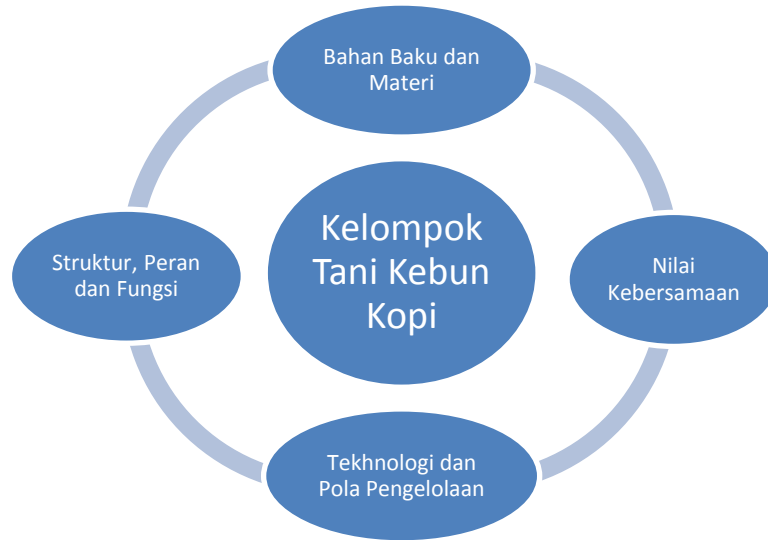 Bahan Baku dan
Materi
Kelompok
Tani Kebun
Kopi
Struktur, Peran
dan Fungsi
Nilai
Kebersamaan
Tekhnologi dan
Pola Pengelolaan